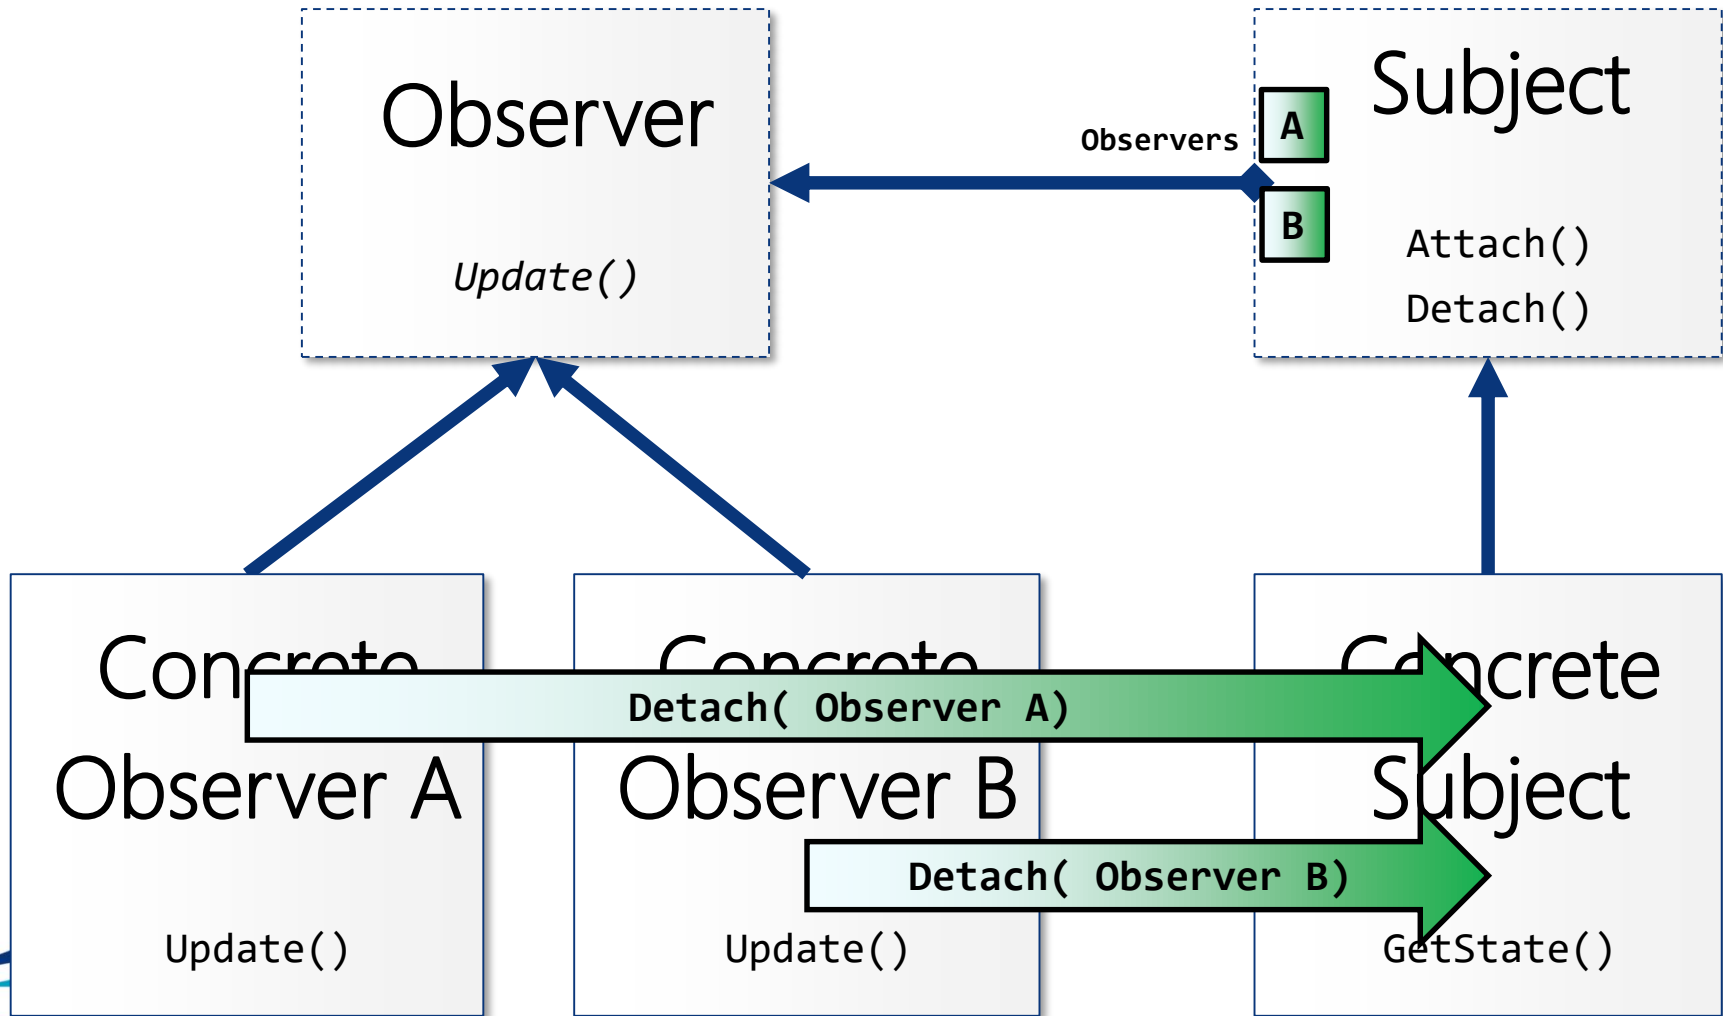 Observer
Update()
Observers
A
B
Subject
Attach()
Detach()
Concrete
Observer A
Update()
Concrete
Observer B
Update()
Concrete
Subject
GetState()
Detach( Observer A)
Detach( Observer B)